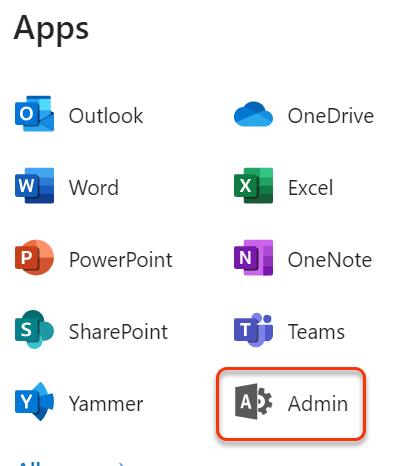 Apps
Outlook
OneDrive
Word
Excel
PowerPoint
OneNote
SharePoint
Teams
Yammer
Admin